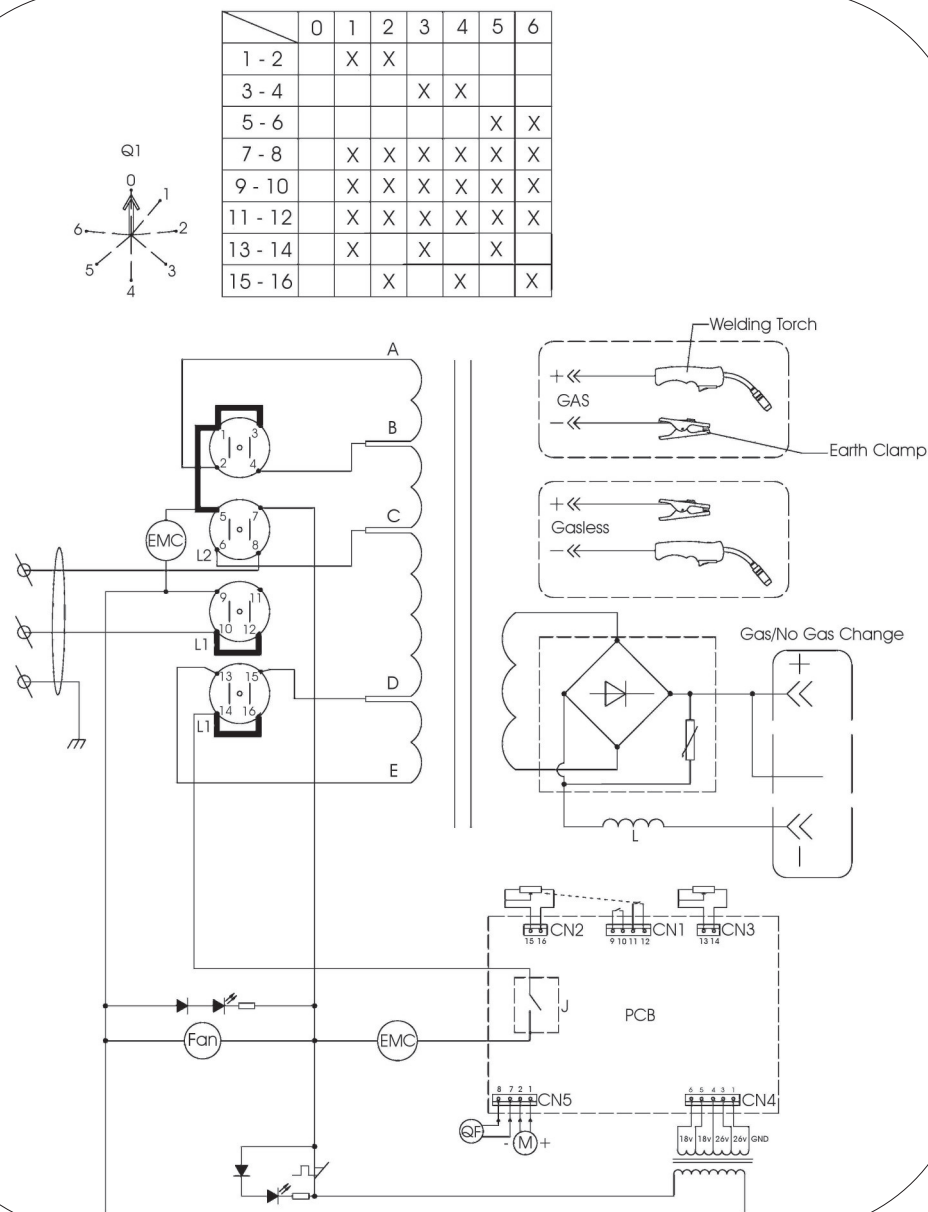 0 1 2 3 4 5 6
1 - 2 X X
3 - 4 X X
5 - 6 X X
7 - 8 X X X X X X
9 - 10 X X X X X X
11 - 12 X X X X X X
13 - 14 X X X
15 - 16 X X X
Q1
0
1
6 2
5 3
4
A
Welding Torch
+
GAS
B
1 3
-
Earth Clamp
2 4
+
C
5 7
Gasless
EMC
6 8
-
L2
9 11
10 12
Gas/No Gas Change
L1
+
13 15
D
14 16
L1
E
L
-
CN2 CN1 CN3
15 16 9 10 11 12 13 14
J
PCB
Fan
EMC
8 7 2 1
CN5
6 5 4 3 1
CN4
QF
- M +
18v 18v 26v 26v GND